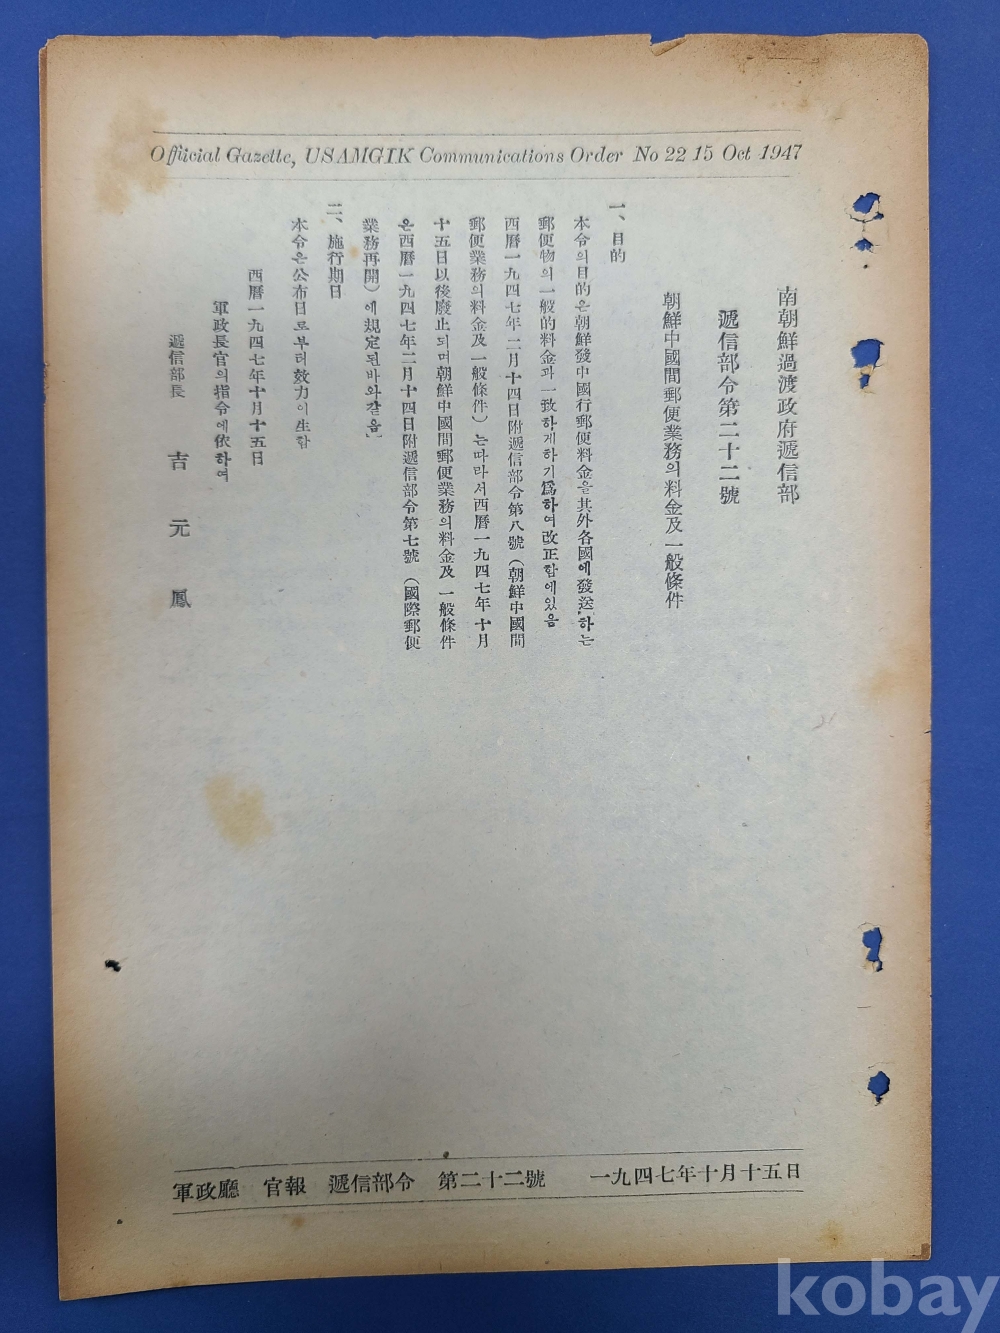 Offiicial Gazette, USAMGIK Communications Order No 22 15 Oct 1947
南朝鮮過渡政府遞信部
遞信部令第二十二號
朝鮮中國間郵便業務의料金及一般條件
一、目的
本令의目的은朝鮮發中國行郵便料金을其外各國에發送하는
郵便物의一般的料金과一致하게하기爲하여改正함에있음
西曆一九四七年二月十四日附遞信部令第八號（朝鮮中國間
郵便業務의料金及一般條件）는따라서西曆一九四七年十月
十五日以後廢止되며朝鮮中國間郵便業務의料金及一般條件
은西曆一九四七年二月十四日附遞信部令第七號（國際郵便
業務再開）에規定된바와같음
二、施行期日
本令은公布日로부터效力이生함
西曆一九四七年十月十五日
軍政長官의指令에依하여
遞信部長 吉元鳳
軍政廳 官報 遞信部令 第二十二號 一九四七年十月十五日
kobay